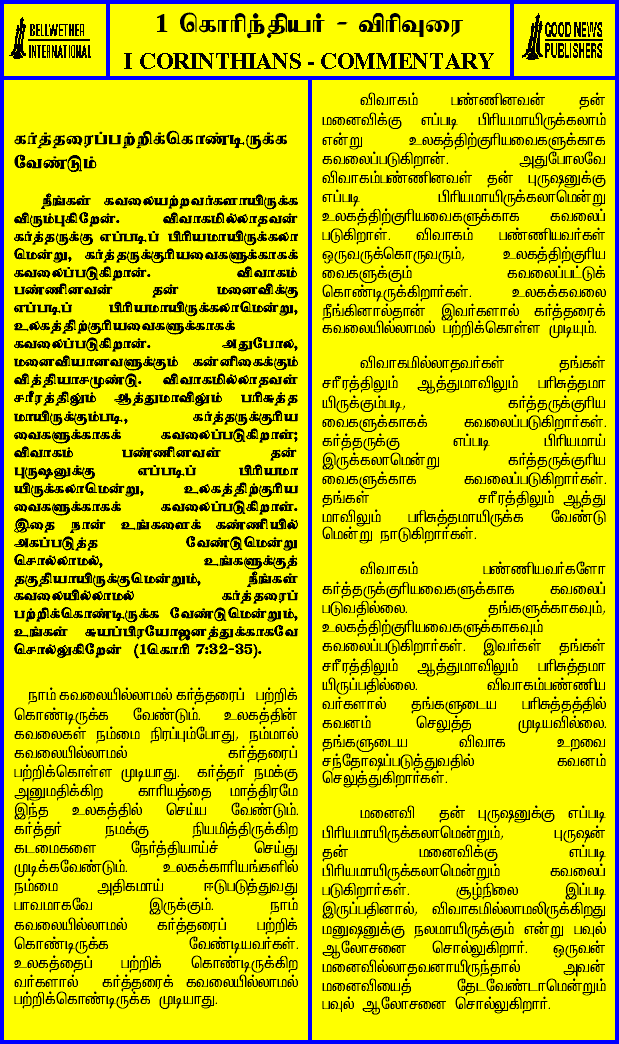 BELLWETHER
INTERNATIONAL
1 கொரிந்தியர் - விரிவுரை
I CORINTHIANS - COMMENTARY
GOOD NEWS
PUBLISHERS
கர்த்தரைப்பற்றிக்கொண்டிருக்க
வேண்டும்
நீங்கள் கவலையற்றவர்களாயிருக்க
விரும்புகிறேன். விவாகமில்லாதவன்
கர்த்தருக்கு எப்படிப் பிரியமாயிருக்கலா
மென்று, கர்த்தருக்குரியவைகளுக்காகக்
கவலைப்படுகிறான். விவாகம்
பண்ணினவன் தன் மனைவிக்கு
எப்படிப் பிரியமாயிருக்கலாமென்று,
உலகத்திற்குரியவைகளுக்காகக்
கவலைப்படுகிறான். அதுபோல,
மனைவியானவளுக்கும் கன்னிகைக்கும்
வித்தியாசமுண்டு. விவாகமில்லாதவள்
சரீரத்திலும் ஆத்துமாவிலும் பரிசுத்த
மாயிருக்கும்படி, கர்த்தருக்குரிய
வைகளுக்காகக் கவலைப்படுகிறாள்;
விவாகம் பண்ணினவள் தன்
புருஷனுக்கு எப்படிப் பிரியமா
யிருக்கலாமென்று, உலகத்திற்குரிய
வைகளுக்காகக் கவலைப்படுகிறாள்.
இதை நான் உங்களைக் கண்ணியில்
அகப்படுத்த வேண்டுமென்று
சொல்லாமல், உங்களுக்குத்
தகுதியாயிருக்குமென்றும், நீங்கள்
கவலையில்லாமல் கர்த்தரைப்
பற்றிக்கொண்டிருக்க வேண்டுமென்றும்,
உங்கள் சுயப்பிரயோஜனத்துக்காகவே
சொல்லுகிறேன் (1கொரி 7:32-35).
நாம் கவலையில்லாமல் கர்த்தரைப் பற்றிக்
கொண்டிருக்க வேண்டும். உலகத்தின்
கவலைகள் நம்மை நிரப்பும்போது, நம்மால்
கவலையில்லாமல் கர்த்தரைப்
பற்றிக்கொள்ள முடியாது. கர்த்தர் நமக்கு
அனுமதிக்கிற காரியத்தை மாத்திரமே
இந்த உலகத்தில் செய்ய வேண்டும்.
கர்த்தர் நமக்கு நியமித்திருக்கிற
கடமைகளை நேர்த்தியாய்ச் செய்து
முடிக்கவேண்டும். உலகக்காரியங்களில்
நம்மை அதிகமாய் ஈடுபடுத்துவது
பாவமாகவே இருக்கும். நாம்
கவலையில்லாமல் கர்த்தரைப் பற்றிக்
கொண்டிருக்க வேண்டியவர்கள்.
உலகத்தைப் பற்றிக் கொண்டிருக்கிற
வர்களால் கர்த்தரைக் கவலையில்லாமல்
பற்றிக்கொண்டிருக்க முடியாது.
விவாகம் பண்ணினவன் தன்
மனைவிக்கு எப்படி பிரியமாயிருக்கலாம்
என்று உலகத்திற்குரியவைகளுக்காக
கவலைப்படுகிறான். அதுபோலவே
விவாகம்பண்ணினவள் தன் புருஷனுக்கு
எப்படி பிரியமாயிருக்கலாமென்று
உலகத்திற்குரியவைகளுக்காக கவலைப்
படுகிறாள். விவாகம் பண்ணியவர்கள்
ஒருவருக்கொருவரும், உலகத்திற்குரிய
வைகளுக்கும் கவலைப்பட்டுக்
கொண்டிருக்கிறார்கள். உலகக்கவலை
நீங்கினால்தான் இவர்களால் கர்த்தரைக்
கவலையில்லாமல் பற்றிக்கொள்ள முடியும்.
விவாகமில்லாதவர்கள் தங்கள்
சரீரத்திலும் ஆத்துமாவிலும் பரிசுத்தமா
யிருக்கும்படி, கர்த்தருக்குரிய
வைகளுக்காகக் கவலைப்படுகிறார்கள்.
கர்த்தருக்கு எப்படி பிரியமாய்
இருக்கலாமென்று கர்த்தருக்குரிய
வைகளுக்காக கவலைப்படுகிறார்கள்.
தங்கள் சரீரத்திலும் ஆத்து
மாவிலும் பரிசுத்தமாயிருக்க வேண்டு
மென்று நாடுகிறார்கள்.
விவாகம் பண்ணியவர்களோ
கர்த்தருக்குரியவைகளுக்காக கவலைப்
படுவதில்லை. தங்களுக்காகவும்,
உலகத்திற்குரியவைகளுக்காகவும்
கவலைப்படுகிறார்கள். இவர்கள் தங்கள்
சரீரத்திலும் ஆத்துமாவிலும் பரிசுத்தமா
யிருப்பதில்லை. விவாகம்பண்ணிய
வர்களால் தங்களுடைய பரிசுத்தத்தில்
கவனம் செலுத்த முடியவில்லை.
தங்களுடைய விவாக உறவை
சந்தோஷப்படுத்துவதில் கவனம்
செலுத்துகிறார்கள்.
மனைவி தன் புருஷனுக்கு எப்படி
பிரியமாயிருக்கலாமென்றும், புருஷன்
தன் மனைவிக்கு எப்படி
பிரியமாயிருக்கலாமென்றும் கவலைப்
படுகிறார்கள். சூழ்நிலை இப்படி
இருப்பதினால், விவாகமில்லாமலிருக்கிறது
மனுஷனுக்கு நலமாயிருக்கும் என்று பவுல்
ஆலோசனை சொல்லுகிறார். ஒருவன்
மனைவில்லாதவனாயிருந்தால் அவன்
மனைவியைத் தேடவேண்டாமென்றும்
பவுல் ஆலோசனை சொல்லுகிறார்.